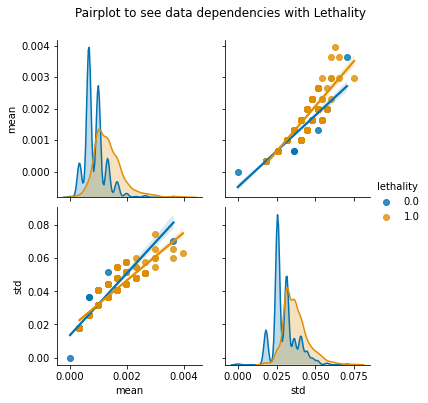 Pairplot to see data dependencies with Lethality
0.004
0.003
0.002
0.001
0.000
mean
lethality
0.0
1.0
0.08
0.06
0.04
0.02
0.00
std
0.000 0.002 0.004
mean
0.000 0.025 0.050 0.075
std